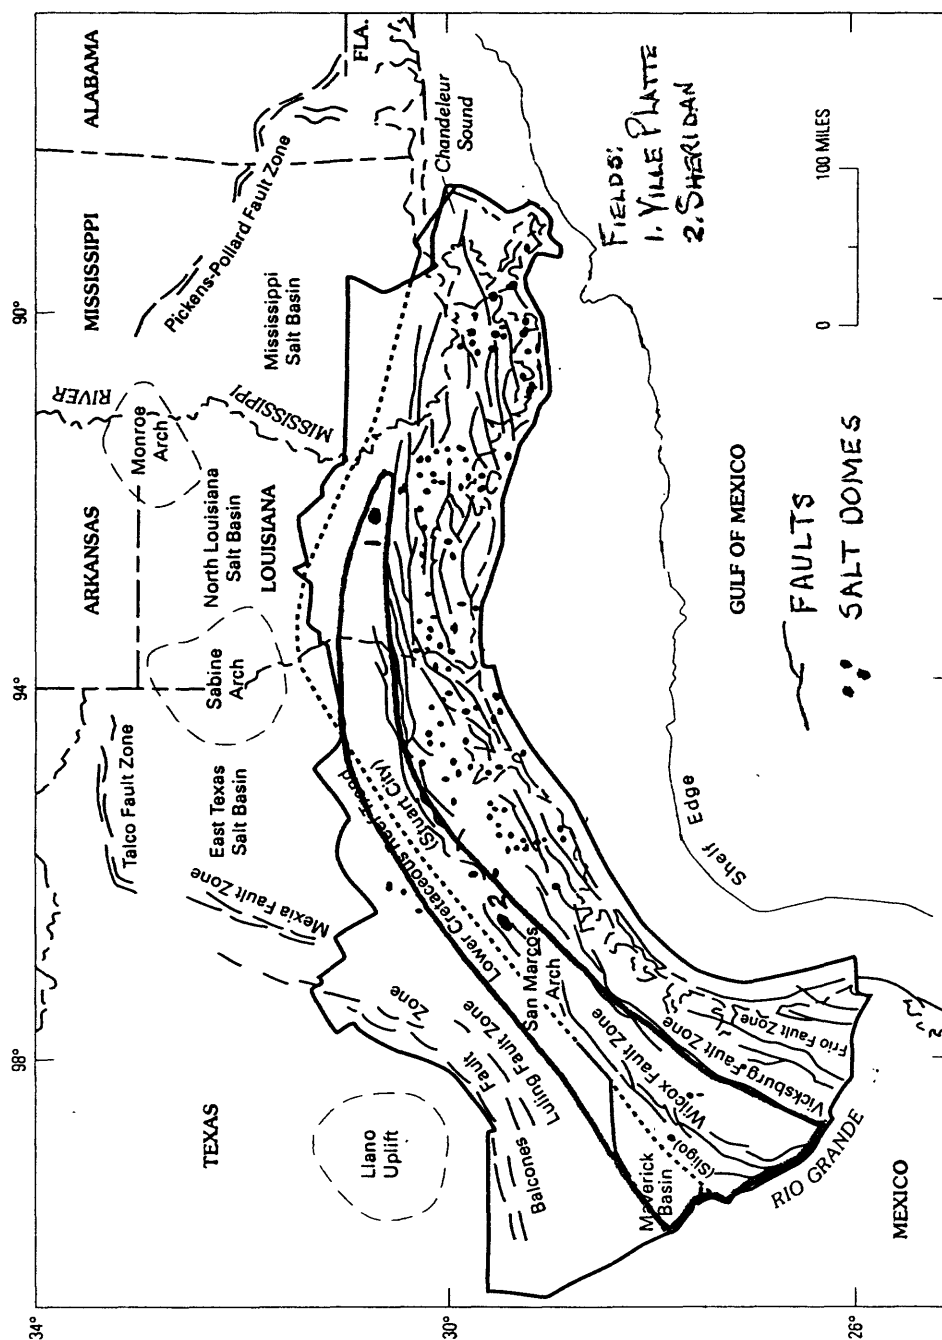 34°
30°
26°
98°
94°
90°
TEXAS
ARKANSAS
MISSISSIPPI
ALABAMA
FLA.
LOUISIANA
MEXICO
GULF OF MEXICO
RIO GRANDE
MISSISSIPPI
RIVER
Llano
Uplift
Balcones
Fault
Zone
Luling Fault Zone
Mexia Fault Zone
Talco Fault Zone
East Texas
Salt Basin
Sabine
Arch
North Louisiana
Salt Basin
Monroe
Arch
Mississippi
Salt Basin
Pickens-Pollard Fault Zone
Chandeleur
Sound
Lower Cretaceous Reef Trend
(Stuart City)
(Sligo)
Maverick
Basin
San Marcos
Arch
Wilcox Fault Zone
Vicksburg Fault Zone
Frio Fault Zone
Shelf Edge
1
2
FIELDS:
1. VILLE PLATTE
2. SHERIDAN
0
100 MILES
FAULTS
SALT DOMES